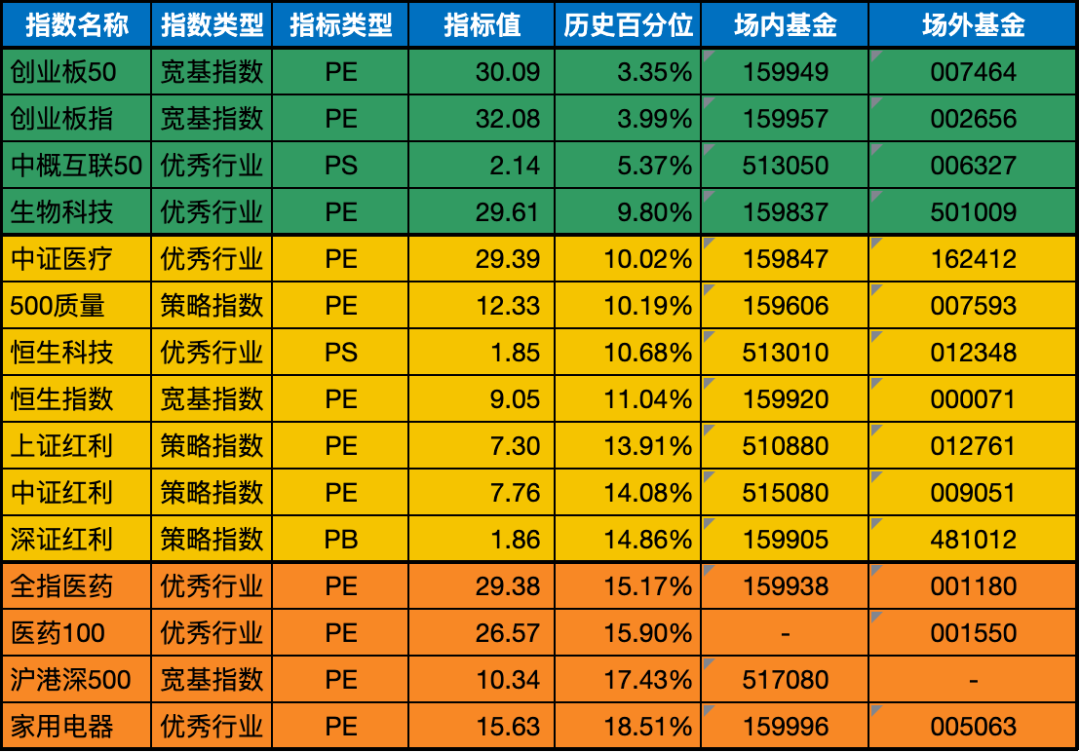 指数名称 指数类型 指标类型 指标值 历史百分位 场内基金 场外基金
创业板50 宽基指数 PE 30.09 3.35% 159949 007464
创业板指 宽基指数 PE 32.08 3.99% 159957 002656
中概互联50 优秀行业 PS 2.14 5.37% 513050 006327
生物科技 优秀行业 PE 29.61 9.80% 159837 501009
中证医疗 优秀行业 PE 29.39 10.02% 159847 162412
500质量 策略指数 PE 12.33 10.19% 159606 007593
恒生科技 优秀行业 PS 1.85 10.68% 513010 012348
恒生指数 宽基指数 PE 9.05 11.04% 159920 000071
上证红利 策略指数 PE 7.30 13.91% 510880 012761
中证红利 策略指数 PE 7.76 14.08% 515080 009051
深证红利 策略指数 PB 1.86 14.86% 159905 481012
全指医药 优秀行业 PE 29.38 15.17% 159938 001180
医药100 优秀行业 PE 26.57 15.90% - 001550
沪港深500 宽基指数 PE 10.34 17.43% 517080 -
家用电器 优秀行业 PE 15.63 18.51% 159996 005063